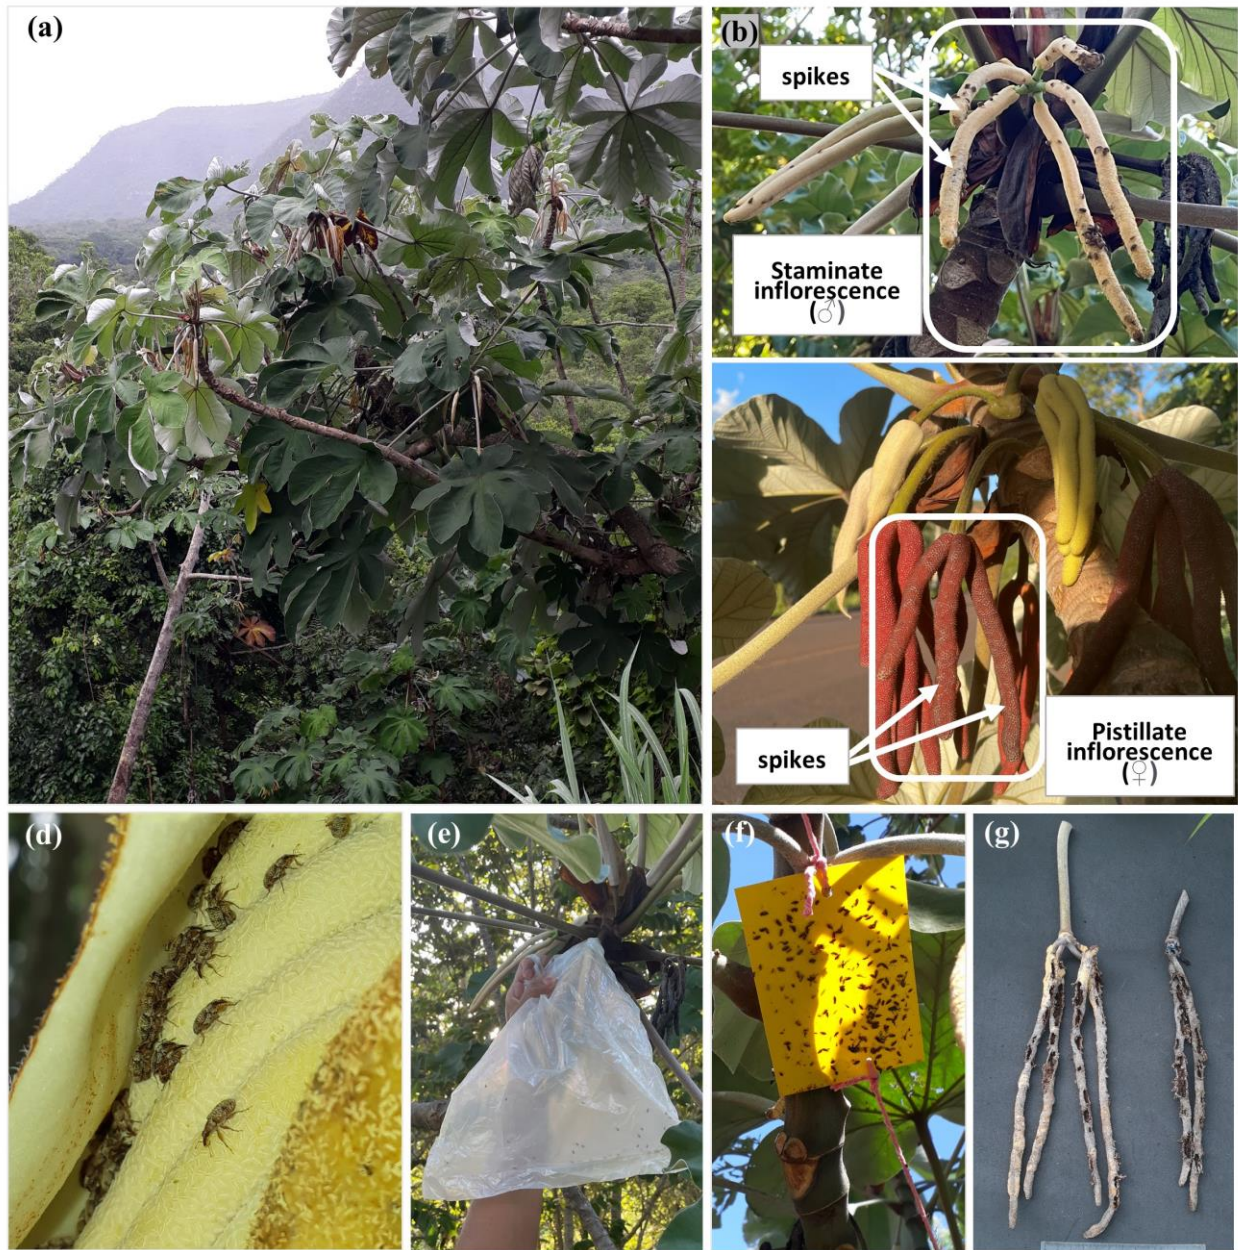 (a)
(b)
spikes
Staminate
inflorescence
(♂)
spikes
Pistillate
inflorescence
(♀)
(d)
(e)
(f)
(g)